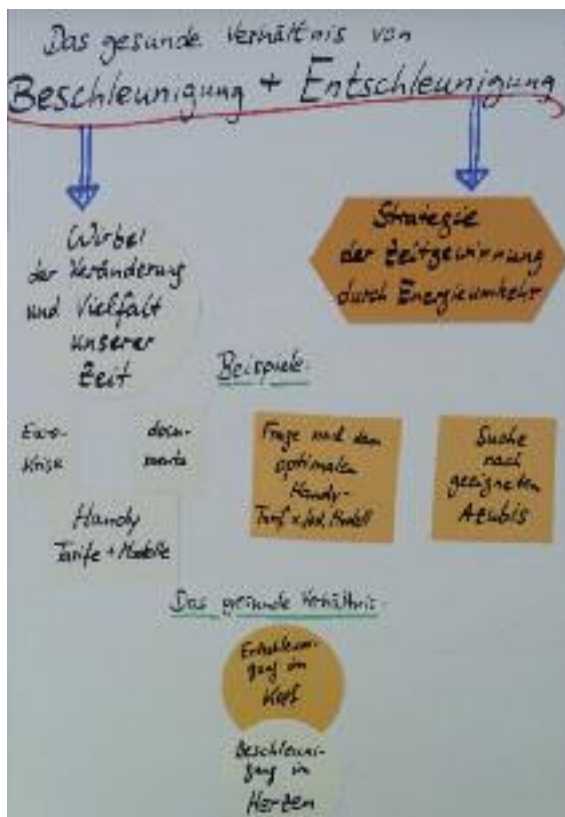 Das gesunde Verhältnis von
Beschleunigung + Entschleunigung
Wirbel
der Veränderung
und Vielfalt
unserer
Zeit
Strategie
der Zeitgewinnung
durch Energieumkehr
Beispiele:
Euro-
Krise
docu-
menta
Handy
Tarife + Modelle
Frage nach dem
optimalen
Handy-
Tarif
Modell
Suche
nach
geeigneten
Azubis
Das gesunde Verhältnis:
Entschleuni-
gung im
Kopf
Beschleuni-
gung im
Herzen